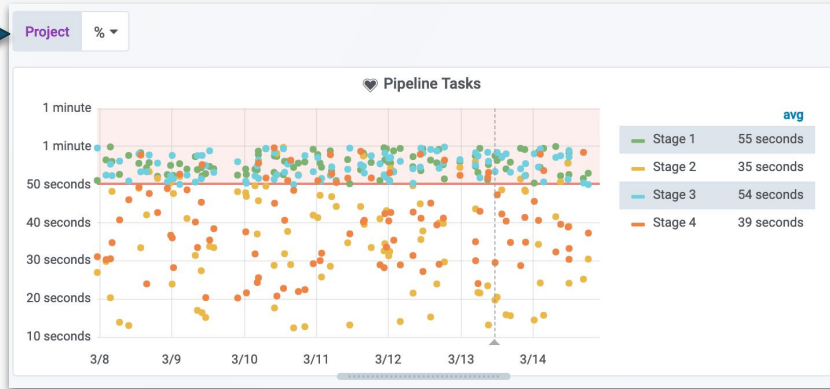 Project % 
Pipeline Tasks
1 minute
1 minute
50 seconds
40 seconds
30 seconds
20 seconds
10 seconds
3/8 3/9 3/10 3/11 3/12 3/13 3/14
avg
Stage 1 55 seconds
Stage 2 35 seconds
Stage 3 54 seconds
Stage 4 39 seconds